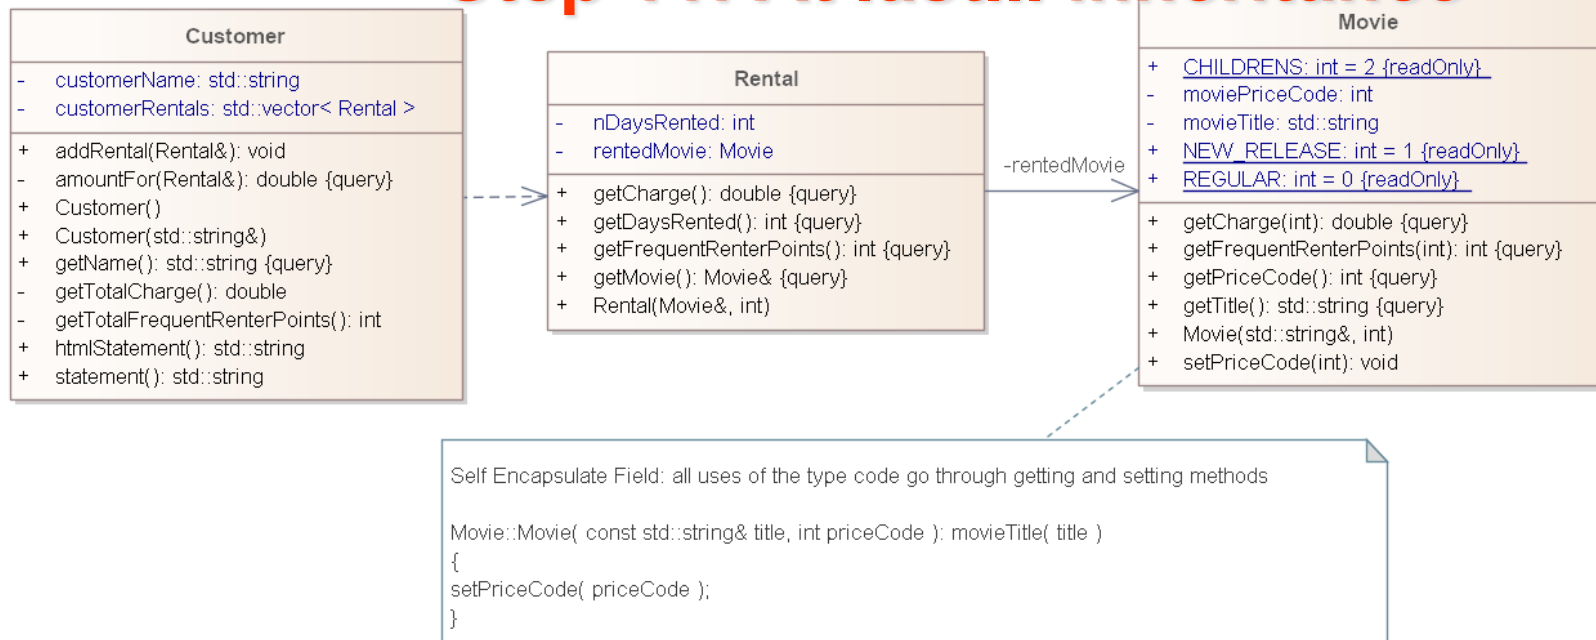 Customer
- customerName: std::string
- customerRentals: std::vector< Rental >
+ addRental(Rental&): void
- amountFor(Rental&): double {query}
+ Customer()
+ Customer(std::string&)
+ getName(): std::string {query}
- getTotalCharge(): double
- getTotalFrequentRenterPoints(): int
+ htmlStatement(): std::string
+ statement(): std::string
Rental
- nDaysRented: int
- rentedMovie: Movie
+ getCharge(): double {query}
+ getDaysRented(): int {query}
+ getFrequentRenterPoints(): int {query}
+ getMovie(): Movie& {query}
+ Rental(Movie&, int)
-rentedMovie
Movie
+ CHILDRENS: int = 2 {readOnly}
- moviePriceCode: int
- movieTitle: std::string
+ NEW_RELEASE: int = 1 {readOnly}
+ REGULAR: int = 0 {readOnly}
+ getCharge(int): double {query}
+ getFrequentRenterPoints(int): int {query}
+ getPriceCode(): int {query}
+ getTitle(): std::string {query}
+ Movie(std::string&, int)
+ setPriceCode(int): void
Self Encapsulate Field: all uses of the type code go through getting and setting methods
Movie::Movie( const std::string& title, int priceCode ): movieTitle( title )
{
setPriceCode( priceCode );
}